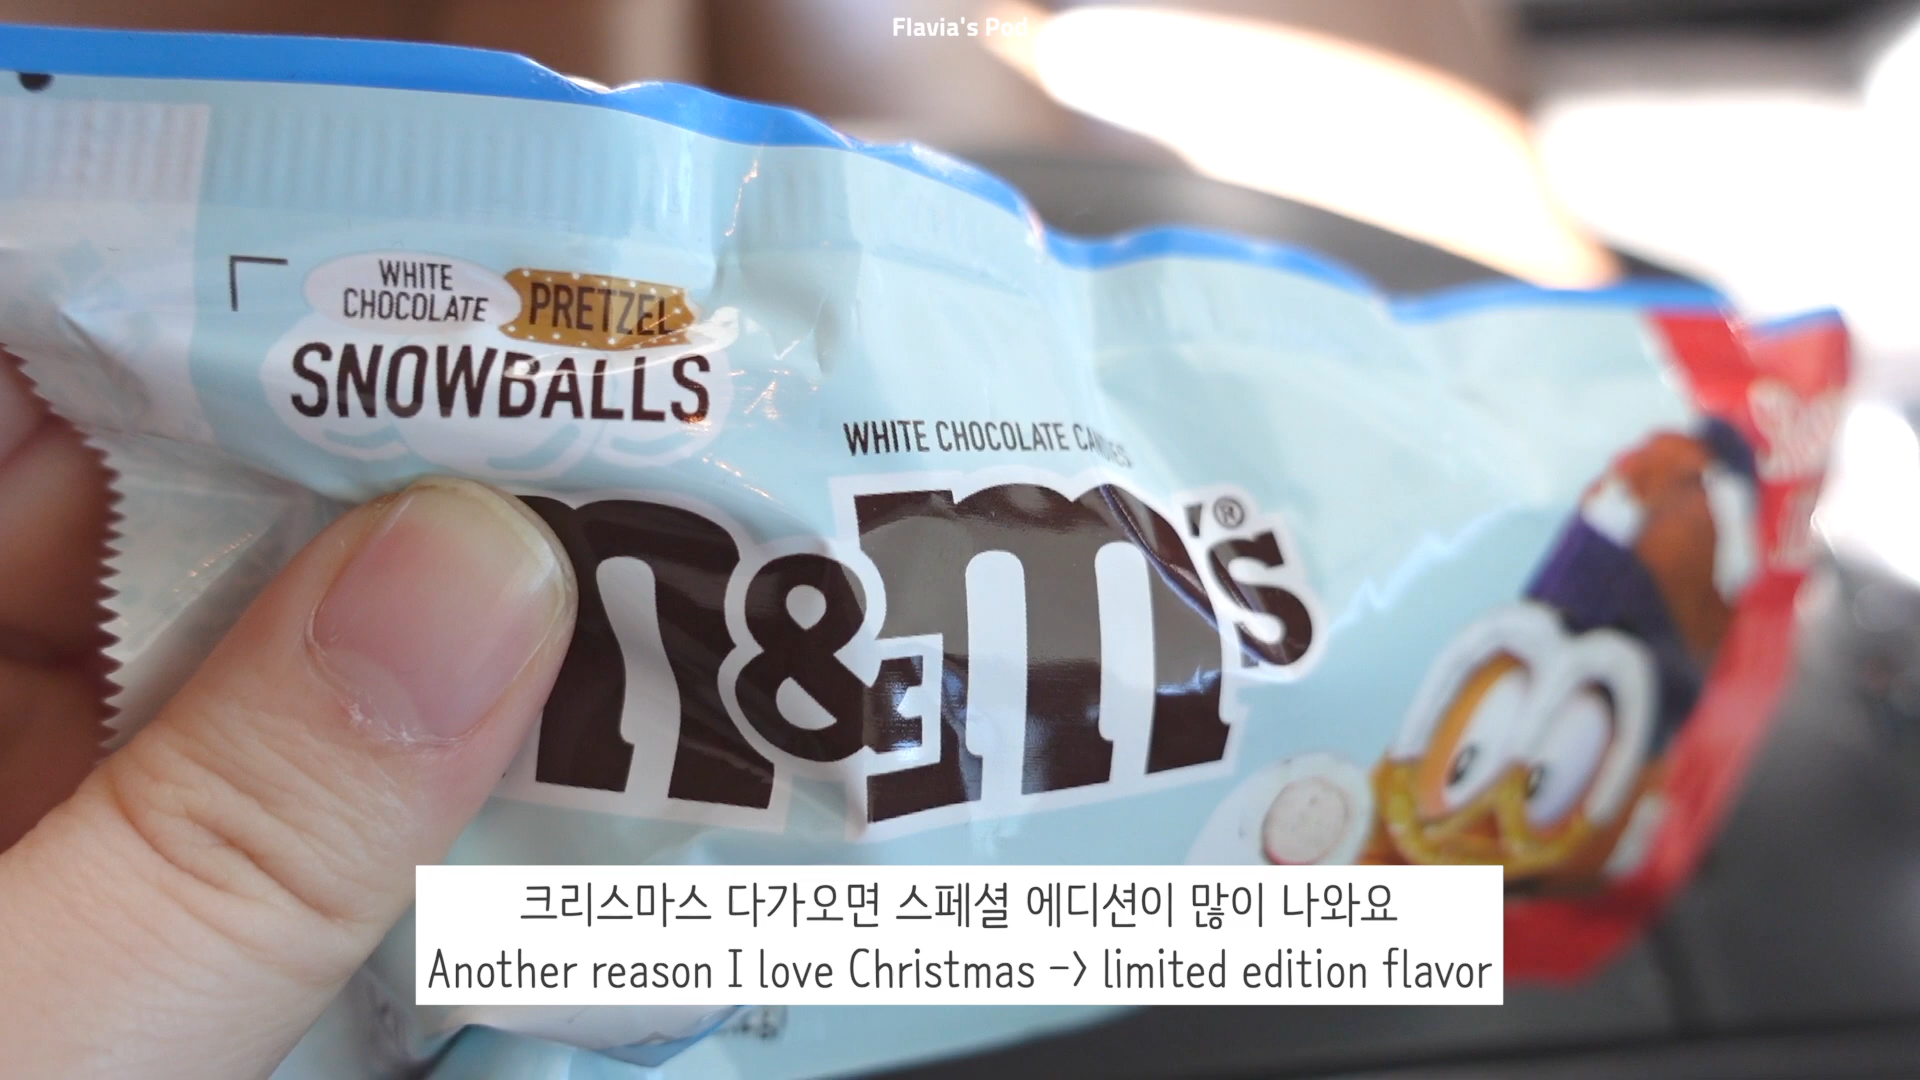 Flavia's Pod
WHITE
CHOCOLATE
PRETZEL
SNOWBALLS
WHITE CHOCOLATE CANDIES
m&m's®
크리스마스 다가오면 스페셜 에디션이 많이 나와요
Another reason I love Christmas -> limited edition flavor